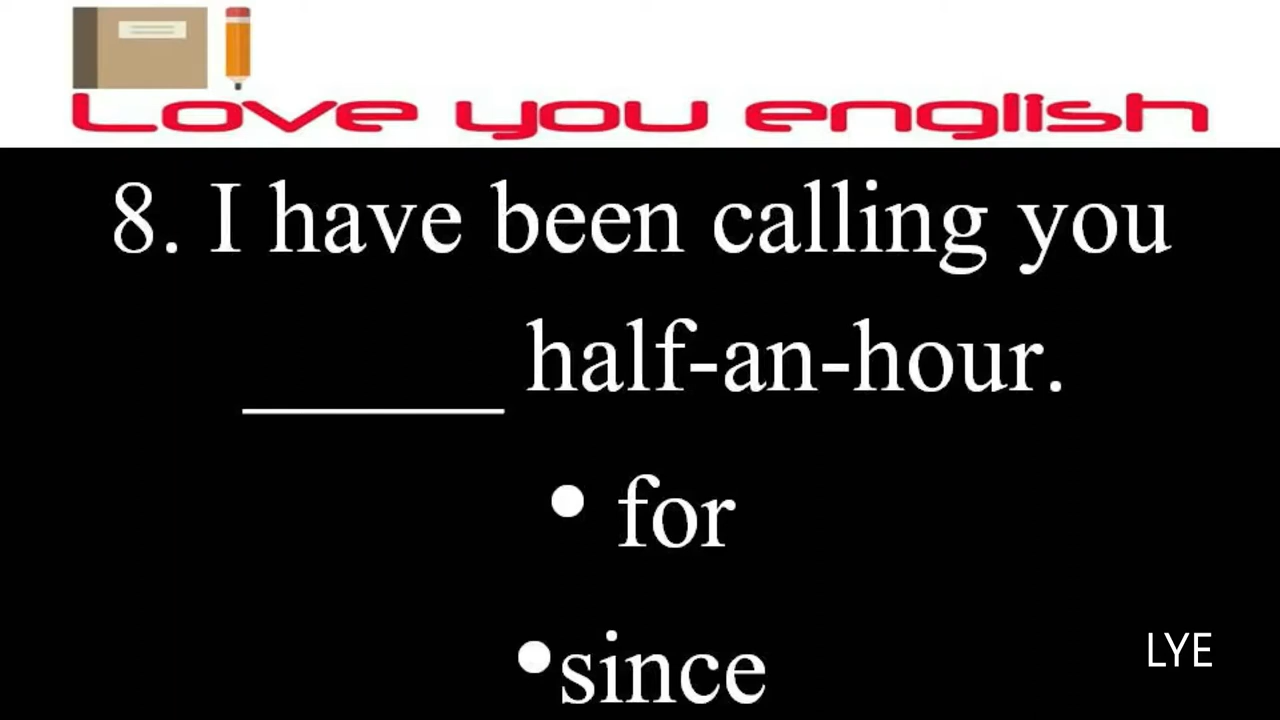 Love you english
8. I have been calling you
______ half-an-hour.
• for
•since
LYE